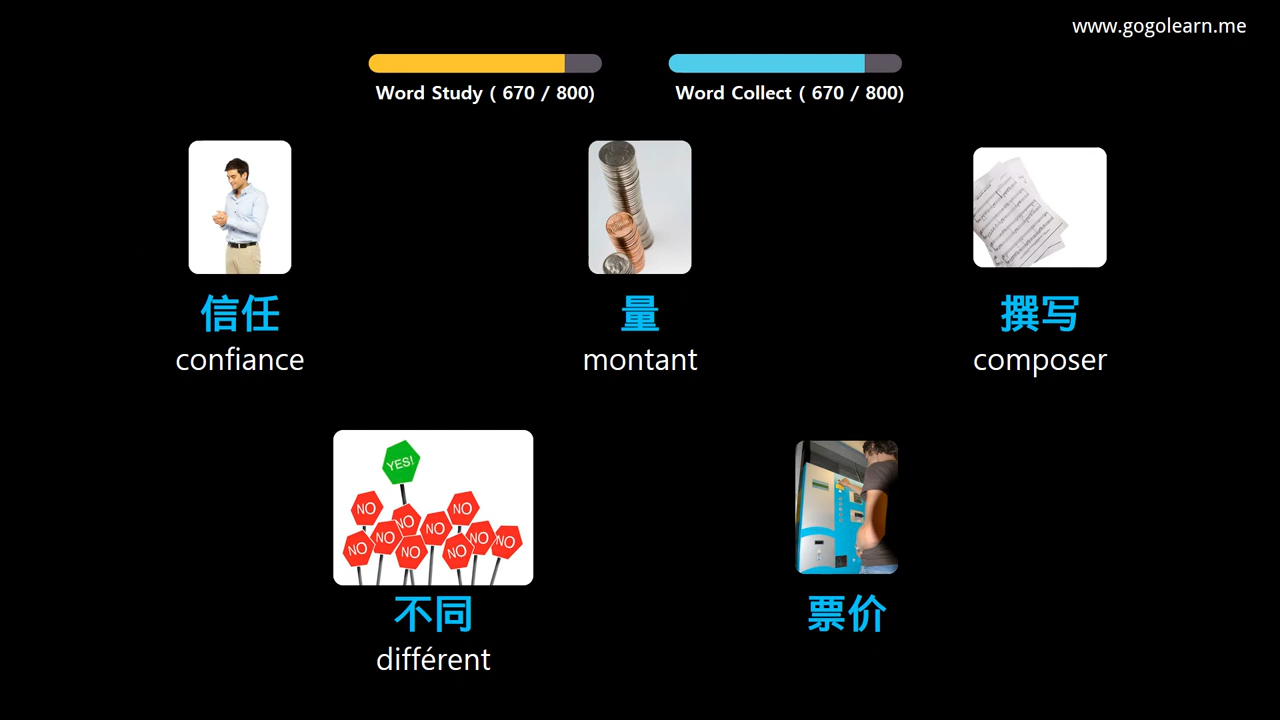 www.gogolearn.me
Word Study ( 670 / 800)
Word Collect ( 670 / 800)
信任
confiance
量
montant
撰写
composer
YES!
NO
NO
NO
NO
NO
NO
NO
NO
NO
NO
不同
différent
票价